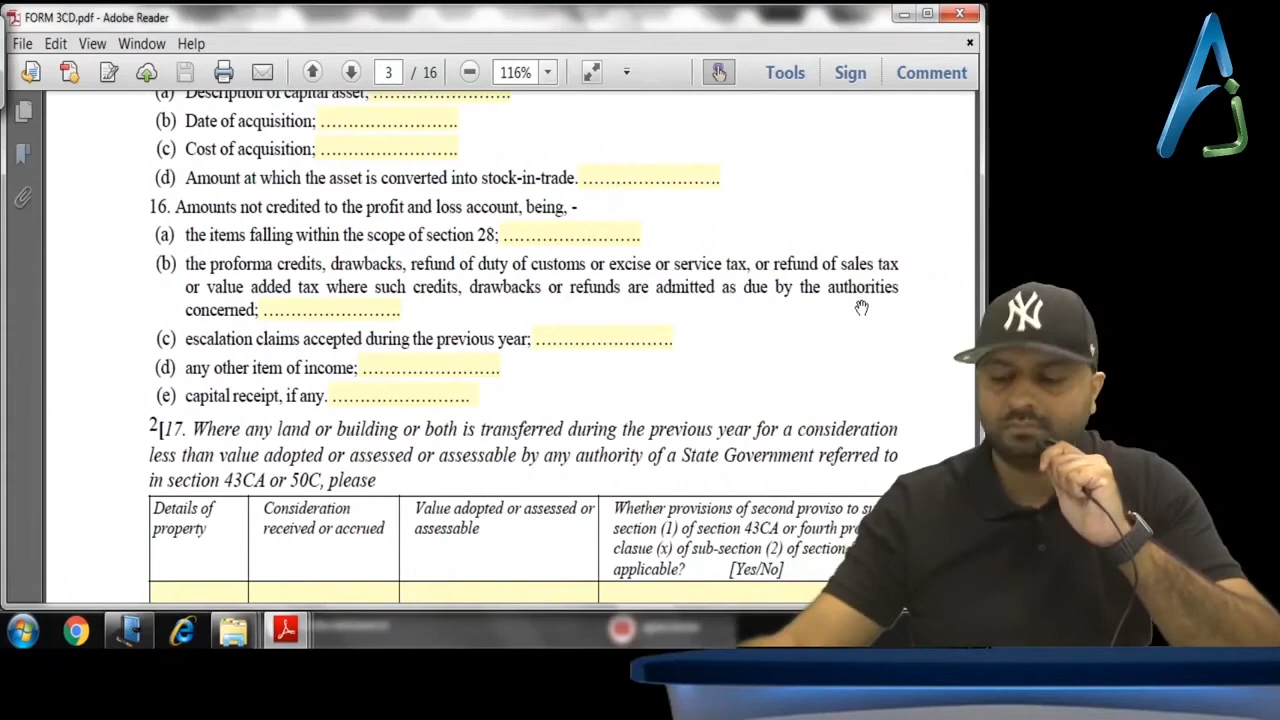 FORM 3CD.pdf - Adobe Reader
File Edit View Window Help
3 / 16 116% Tools Sign Comment
(a) Description of capital asset; ……………………
(b) Date of acquisition; ……………………
(c) Cost of acquisition; ……………………
(d) Amount at which the asset is converted into stock-in-trade. ……………………
16. Amounts not credited to the profit and loss account, being, -
(a) the items falling within the scope of section 28; ……………………
(b) the proforma credits, drawbacks, refund of duty of customs or excise or service tax, or refund of sales tax
or value added tax where such credits, drawbacks or refunds are admitted as due by the authorities
concerned; ……………………
(c) escalation claims accepted during the previous year; ……………………
(d) any other item of income; ……………………
(e) capital receipt, if any. ……………………
2[17. Where any land or building or both is transferred during the previous year for a consideration
less than value adopted or assessed or assessable by any authority of a State Government referred to
in section 43CA or 50C, please
Details of
property
Consideration
received or accrued
Value adopted or assessed or
assessable
Whether provisions of second proviso to
section (1) of section 43CA or fourth
clasue (x) of sub-section (2) of
applicable? [Yes/No]
NY